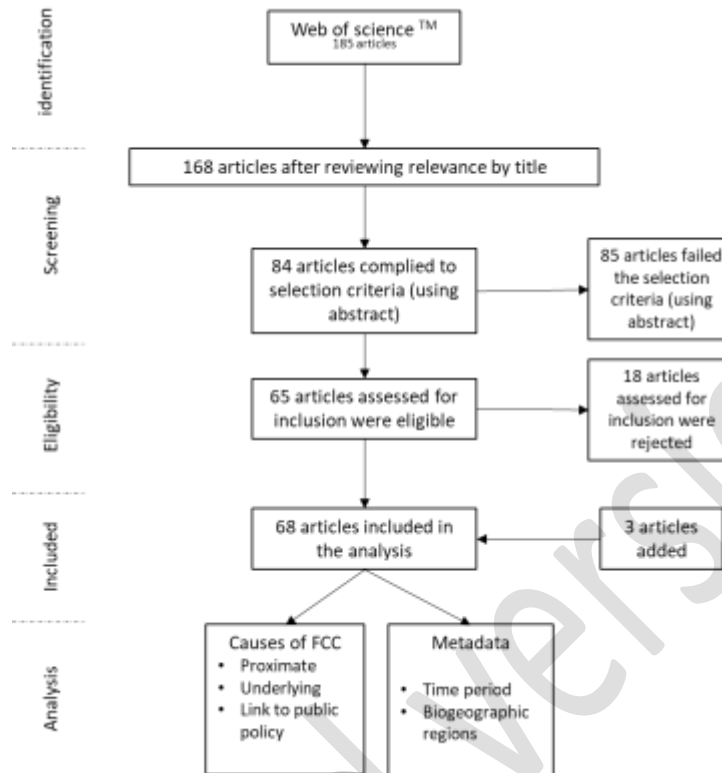 identification
Web of science ™
185 articles
Screening
168 articles after reviewing relevance by title
84 articles complied to
selection criteria (using
abstract)
85 articles failed
the selection
criteria (using
abstract)
Eligibility
65 articles assessed for
inclusion were eligible
18 articles
assessed for
inclusion were
rejected
Included
68 articles included in
the analysis
3 articles
added
Analysis
Causes of FCC
• Proximate
• Underlying
• Link to public
policy
Metadata
• Time period
• Biogeographic
regions